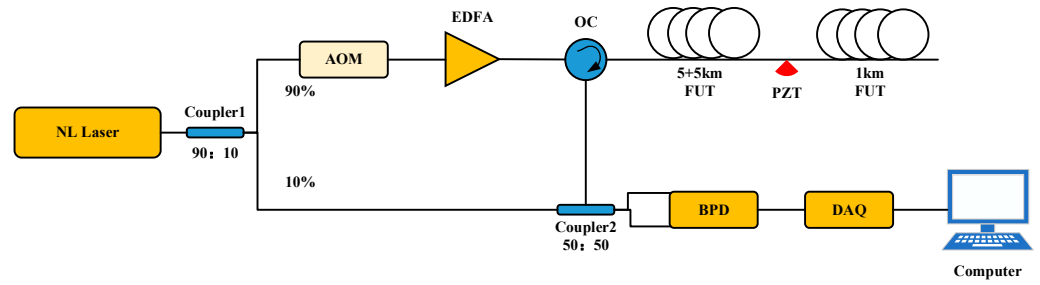 EDFA
OC
AOM
90%
5+5km
FUT
PZT
1km
FUT
Coupler1
NL Laser
90：10
10%
BPD
DAQ
Coupler2
50：50
Computer